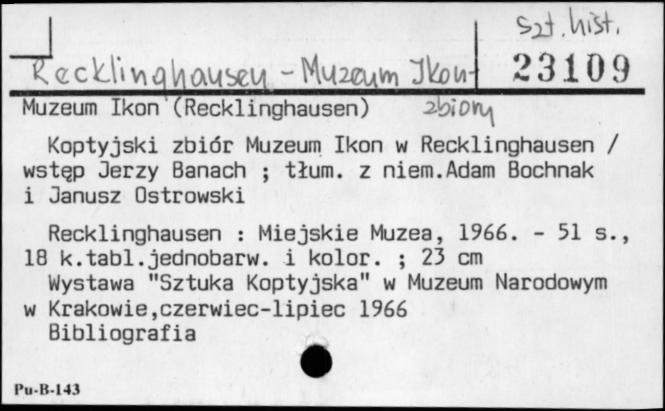 Szt. hist.
Recklinghausen - Muzeum Ikon - 23109
Muzeum Ikon (Recklinghausen) zbiory
Koptyjski zbiór Muzeum Ikon w Recklinghausen /
wstęp Jerzy Banach ; tłum. z niem.Adam Bochnak
i Janusz Ostrowski
Recklinghausen : Miejskie Muzea, 1966. - 51 s.,
18 k.tabl.jednobarw. i kolor. ; 23 cm
Wystawa "Sztuka Koptyjska" w Muzeum Narodowym
w Krakowie,czerwiec-lipiec 1966
Bibliografia
Pu-B-143